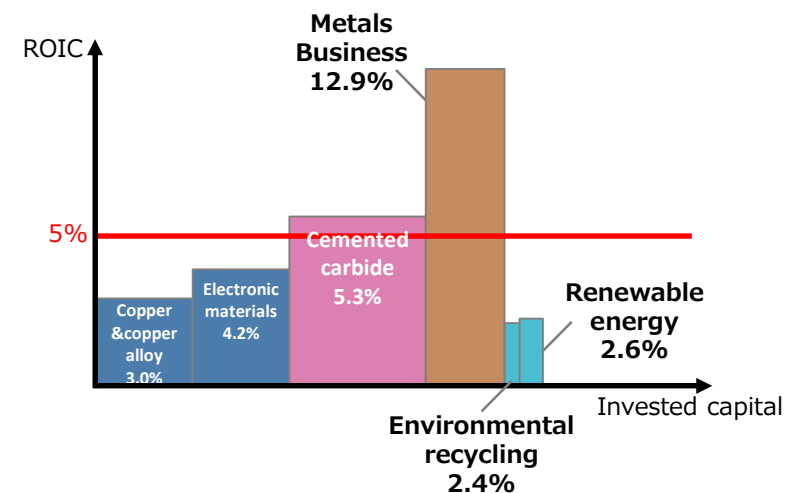 ROIC
Metals
Business
12.9%
5%
Cemented
carbide
5.3%
Electronic
materials
4.2%
Copper
&copper
alloy
3.0%
Renewable
energy
2.6%
Invested capital
Environmental
recycling
2.4%